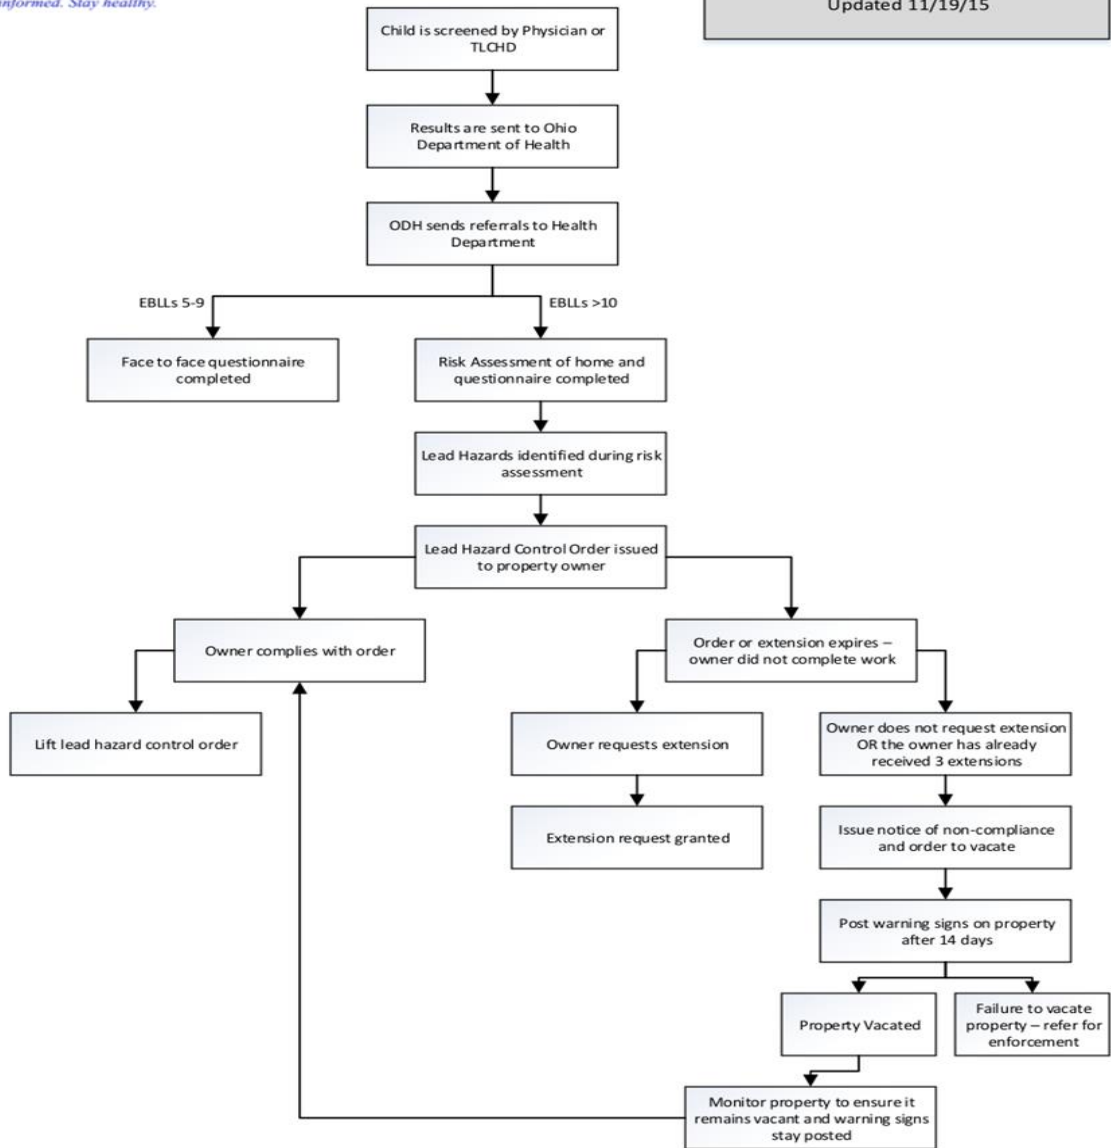 informed. Stay healthy.
Updated 11/19/15
Child is screened by Physician or
TLCHD
Results are sent to Ohio
Department of Health
ODH sends referrals to Health
Department
EBLLs 5-9
EBLLs >10
Face to face questionnaire
completed
Risk Assessment of home and
questionnaire completed
Lead Hazards identified during risk
assessment
Lead Hazard Control Order issued
to property owner
Owner complies with order
Order or extension expires –
owner did not complete work
Lift lead hazard control order
Owner requests extension
Owner does not request extension
OR the owner has already
received 3 extensions
Extension request granted
Issue notice of non-compliance
and order to vacate
Post warning signs on property
after 14 days
Property Vacated
Failure to vacate
property – refer for
enforcement
Monitor property to ensure it
remains vacant and warning signs
stay posted